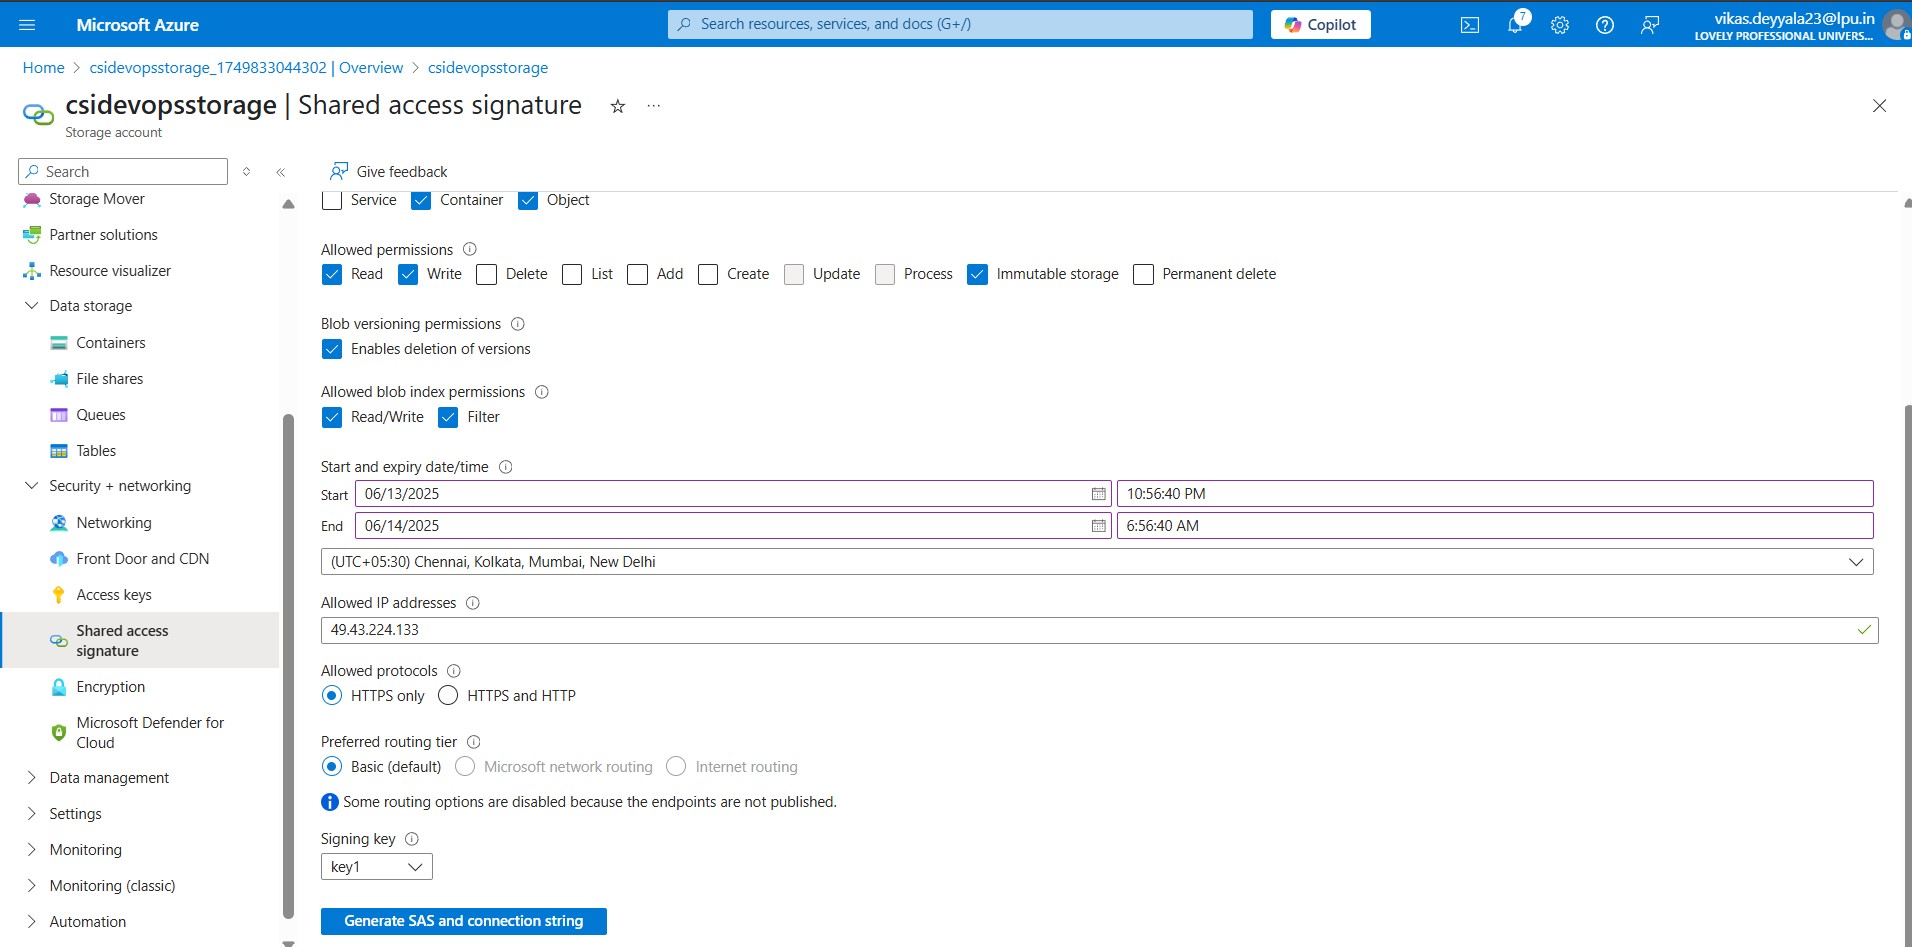 Microsoft Azure
Search resources, services, and docs (G+/)
Copilot
7
vikas.deyyala23@lpu.in
LOVELY PROFESSIONAL UNIVERS...
Home > csidevopsstorage_1749833044302 | Overview > csidevopsstorage
csidevopsstorage | Shared access signature
Storage account
Search
Give feedback
Storage Mover
Partner solutions
Resource visualizer
Data storage
Containers
File shares
Queues
Tables
Security + networking
Networking
Front Door and CDN
Access keys
Shared access
signature
Encryption
Microsoft Defender for
Cloud
Data management
Settings
Monitoring
Monitoring (classic)
Automation
Service Container Object
Allowed permissions
Read Write Delete List Add Create Update Process Immutable storage Permanent delete
Blob versioning permissions
Enables deletion of versions
Allowed blob index permissions
Read/Write Filter
Start and expiry date/time
Start 06/13/2025 10:56:40 PM
End 06/14/2025 6:56:40 AM
(UTC+05:30) Chennai, Kolkata, Mumbai, New Delhi
Allowed IP addresses
49.43.224.133
Allowed protocols
HTTPS only HTTPS and HTTP
Preferred routing tier
Basic (default) Microsoft network routing Internet routing
Some routing options are disabled because the endpoints are not published.
Signing key
key1
Generate SAS and connection string